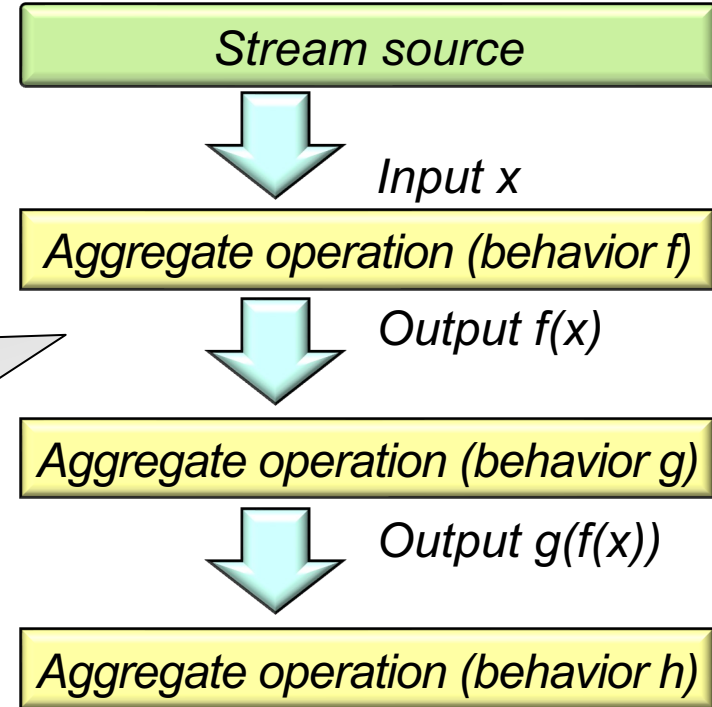 Stream source
Input x
Aggregate operation (behavior f)
Output f(x)
Aggregate operation (behavior g)
Output g(f(x))
Aggregate operation (behavior h)